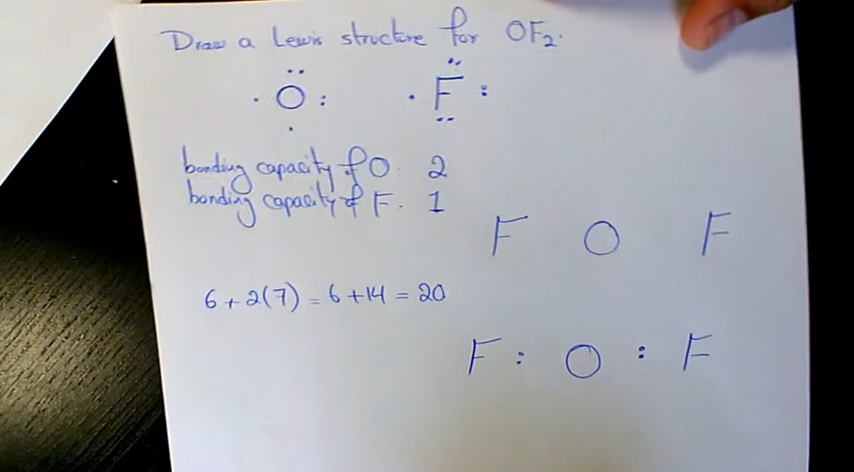 Draw a Lewis structure for OF₂.
·Ö: ·F̈:
bonding capacity of O. 2
bonding capacity of F. 1
F O F
6 + 2(7) = 6 + 14 = 20
F : O : F